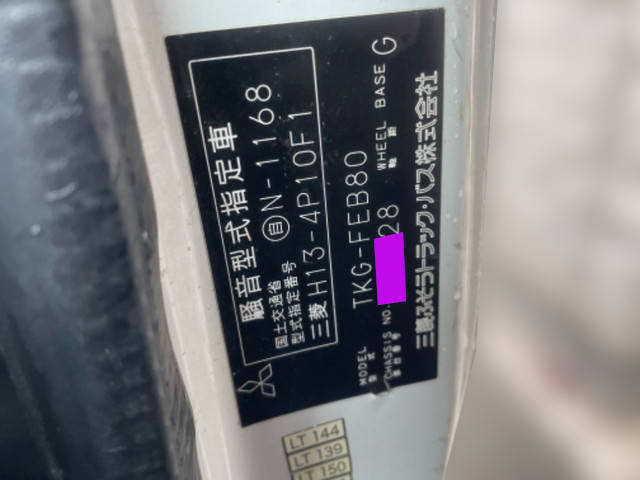 騒音型式指定車
国土交通省
型式指定番号
自 N-1168
三菱 H13-4P10F1
MODEL
型式
TKG-FEB80
CHASSIS NO.
車台番号
28
WHEEL BASE
軸距
G
三菱ふそうトラック・バス株式会社
LT 144
LT 139
LT 150